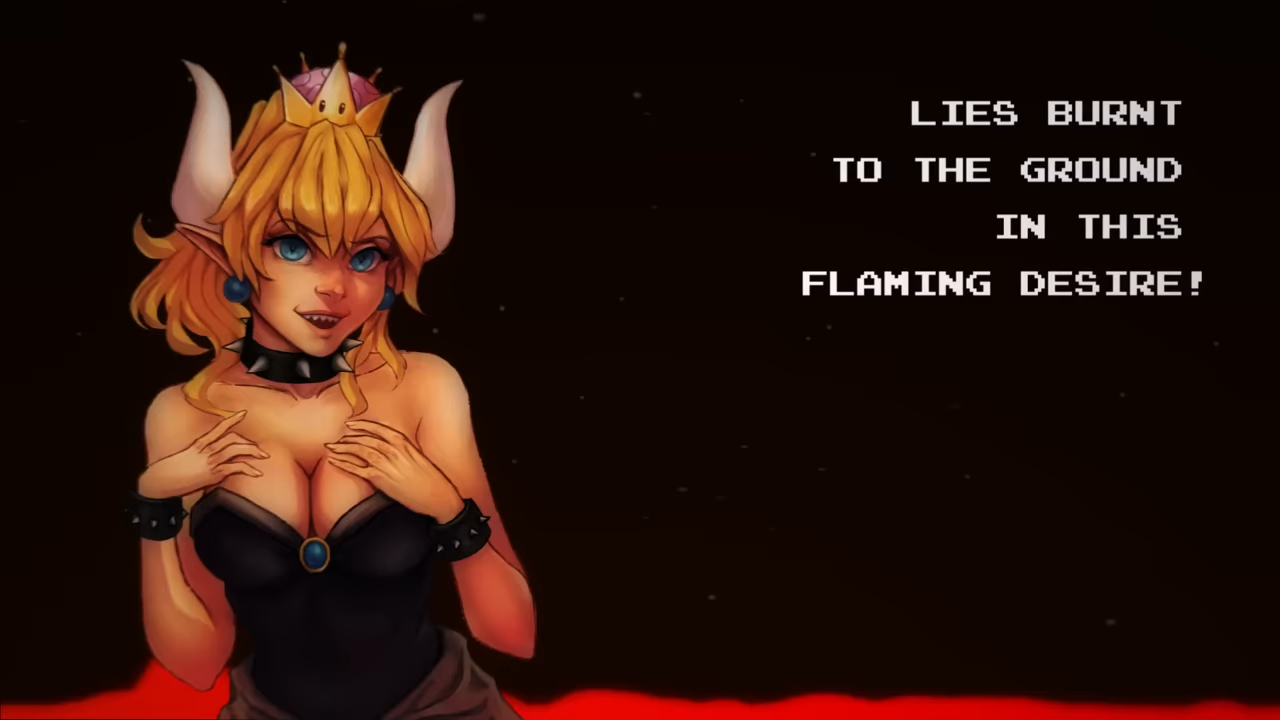 LIES BURNT
TO THE GROUND
IN THIS
FLAMING DESIRE!